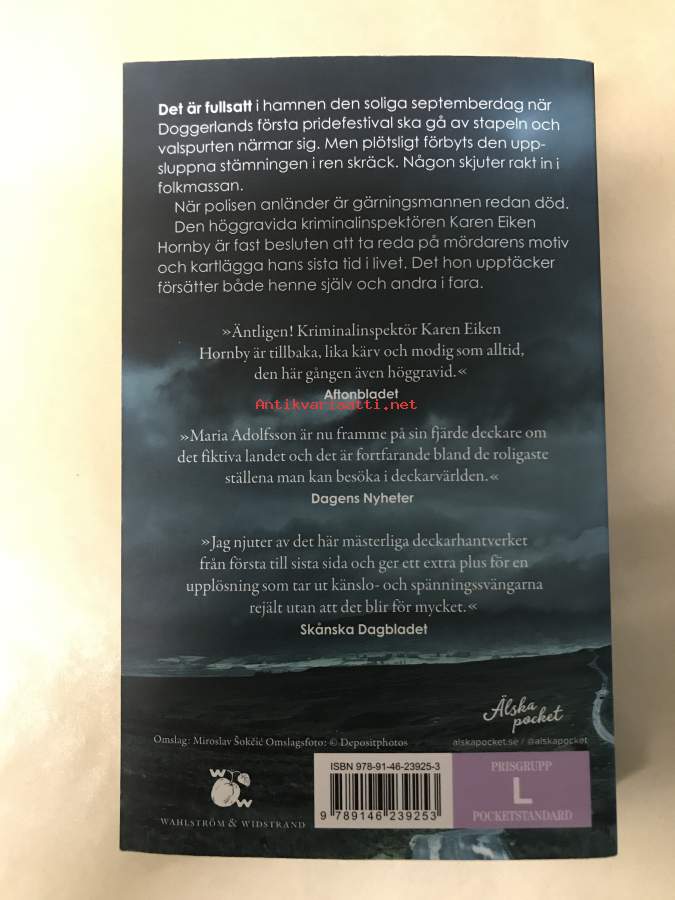 Det är fullsatt i hamnen den soliga septemberdag när
Doggerlands första pridefestival ska gå av stapeln och
valspurten närmar sig. Men plötsligt förbyts den upp-
sluppna stämningen i ren skräck. Någon skjuter rakt in i
folkmassan.
När polisen anländer är gärningsmannen redan död.
Den höggravida kriminalinspektören Karen Eiken
Hornby är fast besluten att ta reda på mördarens motiv
och kartlägga hans sista tid i livet. Det hon upptäcker
försätter både henne själv och andra i fara.
»Äntligen! Kriminalinspektör Karen Eiken
Hornby är tillbaka, lika kärv och modig som alltid,
den här gången även höggravid.«
Aftonbladet
Antikvariaatti.net
»Maria Adolfsson är nu framme på sin fjärde deckare om
det fiktiva landet och det är fortfarande bland de roligaste
ställena man kan besöka i deckarvärlden.«
Dagens Nyheter
»Jag njuter av det här mästerliga deckarhantverket
från första till sista sida och ger ett extra plus för en
upplösning som tar ut känslo- och spänningssvängarna
rejält utan att det blir för mycket.«
Skånska Dagbladet
Älska
pocket
Omslag: Miroslav Šokčić Omslagsfoto: © Depositphotos
alskapocket.se / @alskapocket
W W
W
WAHLSTRÖM & WIDSTRAND
ISBN 978-91-46-23925-3
9 789146 239253
PRISGRUPP
L
POCKETSTANDARD